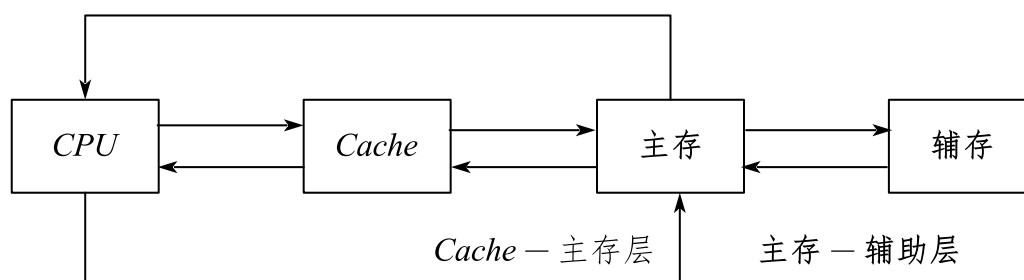 CPU
Cache
主存
辅存
Cache – 主存层
主存 – 辅助层